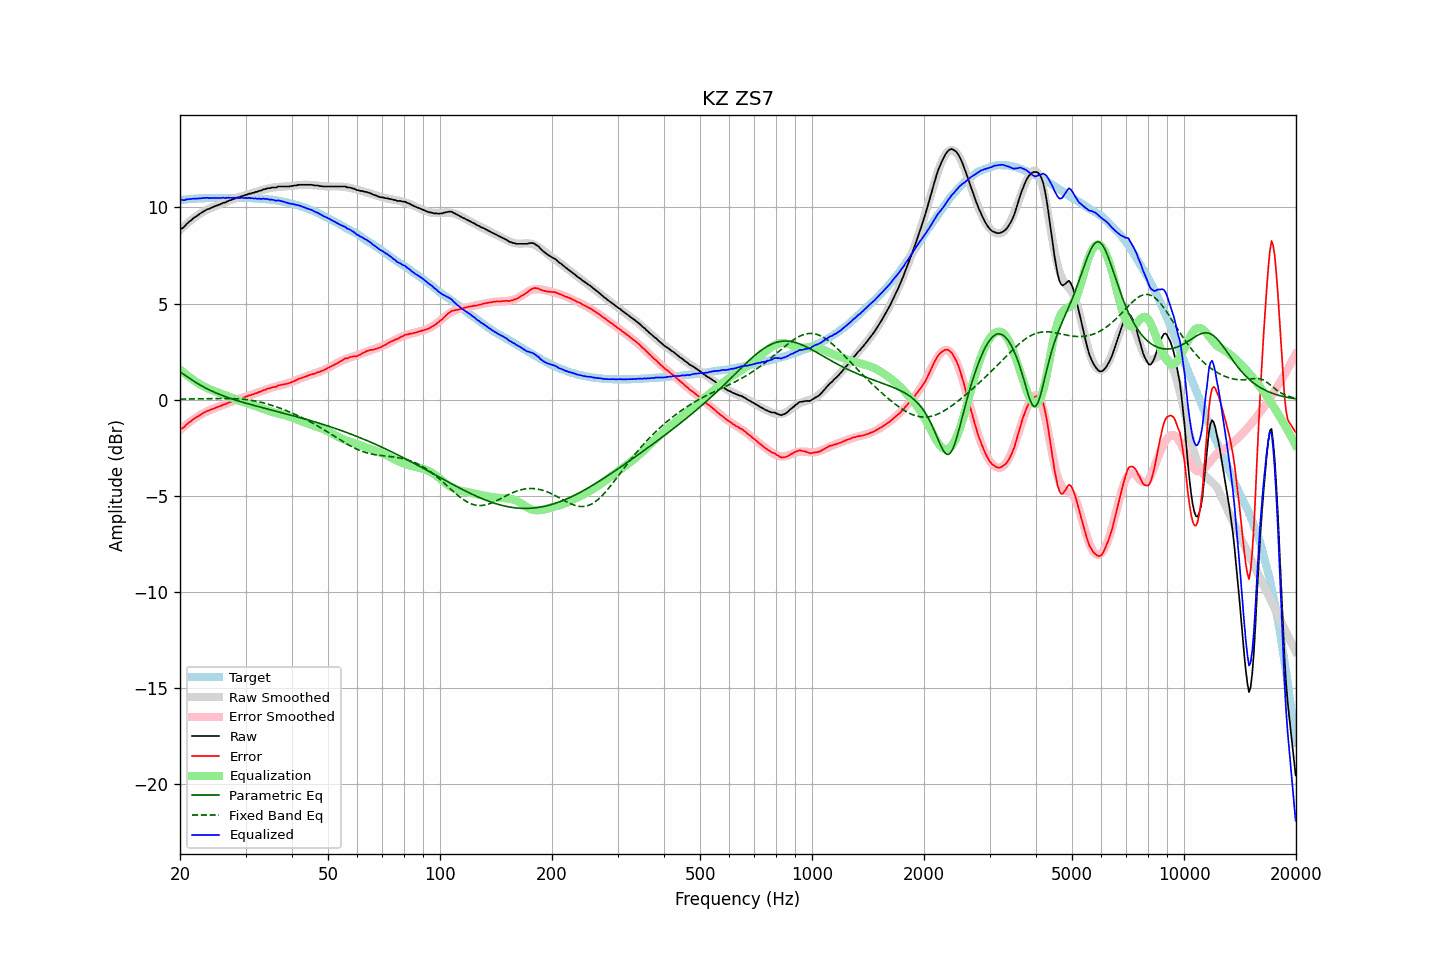 KZ ZS7
Amplitude (dBr)
10
5
0
−5
−10
−15
−20
Target
Raw Smoothed
Error Smoothed
Raw
Error
Equalization
Parametric Eq
Fixed Band Eq
Equalized
20 50 100 200 500 1000 2000 5000 10000 20000
Frequency (Hz)